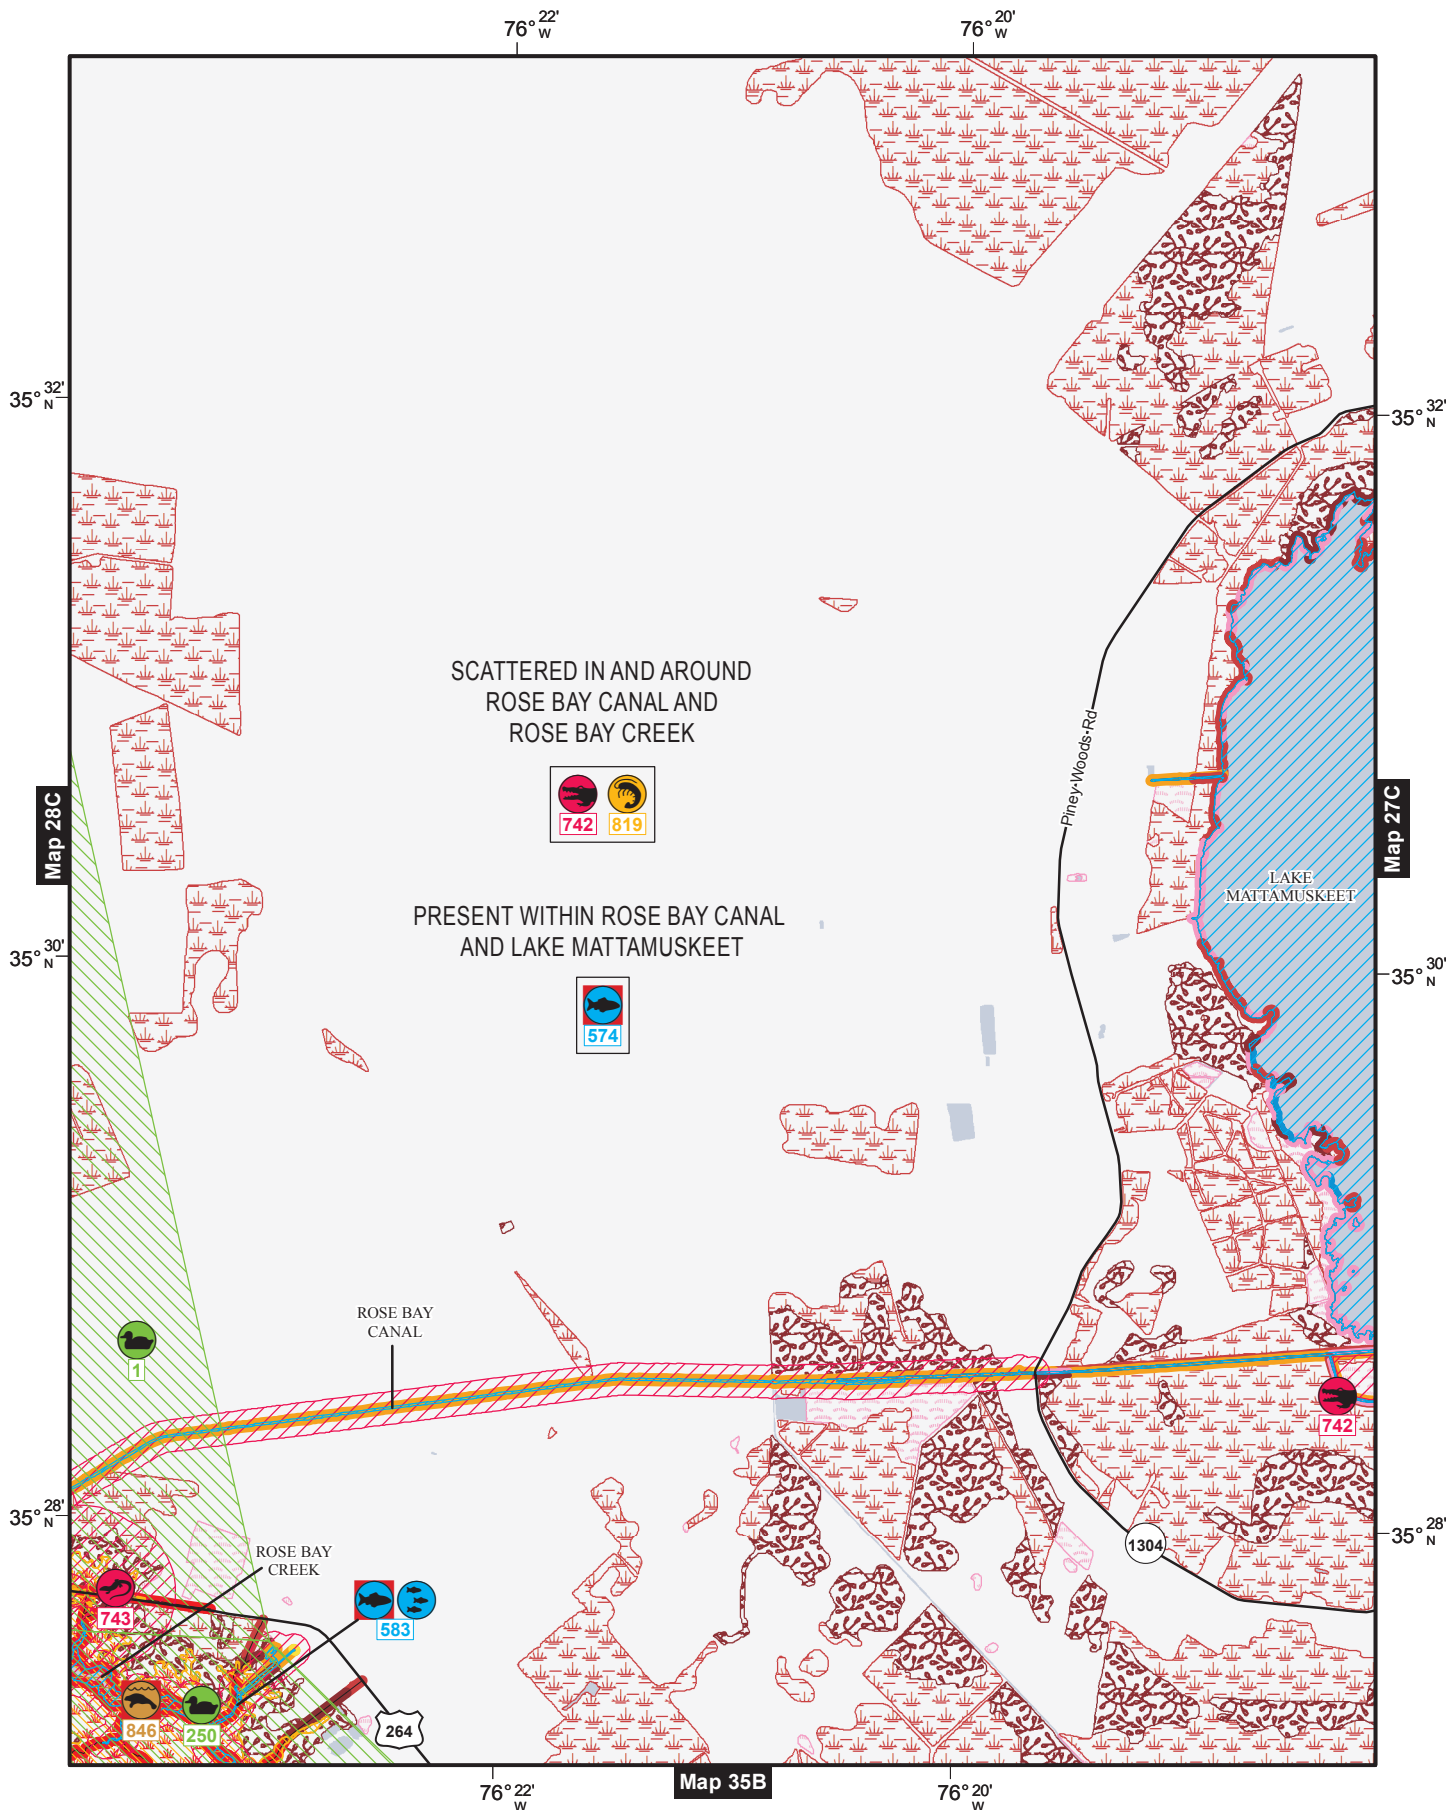 76° 22' W
76° 20' W
35° 32' N
35° 32' N
SCATTERED IN AND AROUND
ROSE BAY CANAL AND
ROSE BAY CREEK
742 819
Piney-Woods-Rd
Map 28C
Map 27C
LAKE
MATTAMUSKEET
PRESENT WITHIN ROSE BAY CANAL
AND LAKE MATTAMUSKEET
574
35° 30' N
35° 30' N
ROSE BAY
CANAL
1
742
35° 28' N
35° 28' N
1304
ROSE BAY
CREEK
743
583
846
250
264
Map 35B
76° 22' W
76° 20' W